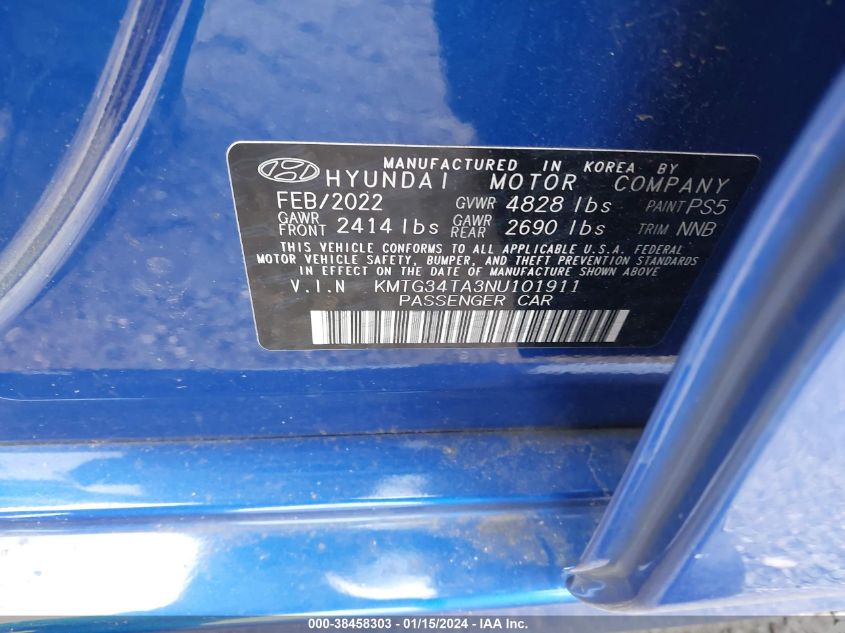 MANUFACTURED IN KOREA BY
HYUNDAI MOTOR COMPANY
FEB/2022 GVWR 4828 lbs PAINT PS5
GAWR FRONT 2414 lbs GAWR REAR 2690 lbs TRIM NNB
THIS VEHICLE CONFORMS TO ALL APPLICABLE U.S.A. FEDERAL
MOTOR VEHICLE SAFETY, BUMPER, AND THEFT PREVENTION STANDARDS
IN EFFECT ON THE DATE OF MANUFACTURE SHOWN ABOVE
V.I.N KMTG34TA3NU101911
PASSENGER CAR
000-38458303 - 01/15/2024 - IAA Inc.